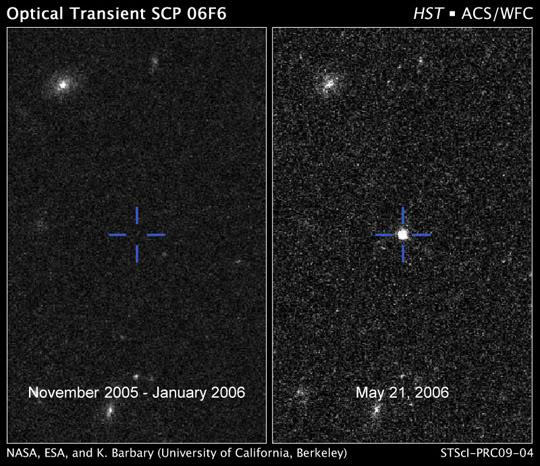 Optical Transient SCP 06F6
HST ▪ ACS/WFC
November 2005 - January 2006
May 21, 2006
NASA, ESA, and K. Barbary (University of California, Berkeley)
STScI-PRC09-04